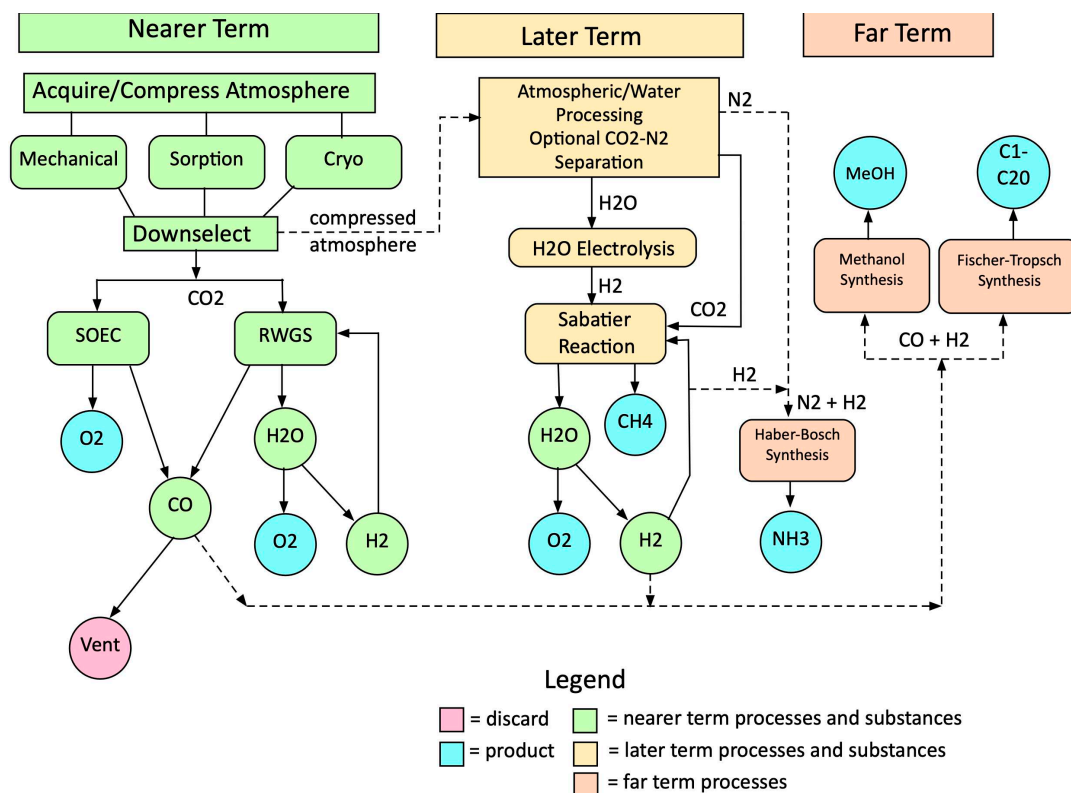 Nearer Term
Later Term
Far Term
Acquire/Compress Atmosphere
Mechanical
Sorption
Cryo
Downselect
compressed
atmosphere
CO2
SOEC
RWGS
O2
H2O
CO
O2
H2
Vent
Atmospheric/Water
Processing
Optional CO2-N2
Separation
N2
H2O
H2O Electrolysis
H2
CO2
Sabatier
Reaction
H2
H2O
CH4
O2
H2
N2 + H2
Haber-Bosch
Synthesis
NH3
MeOH
C1-
C20
Methanol
Synthesis
Fischer-Tropsch
Synthesis
CO + H2
Legend
= discard
= nearer term processes and substances
= product
= later term processes and substances
= far term processes